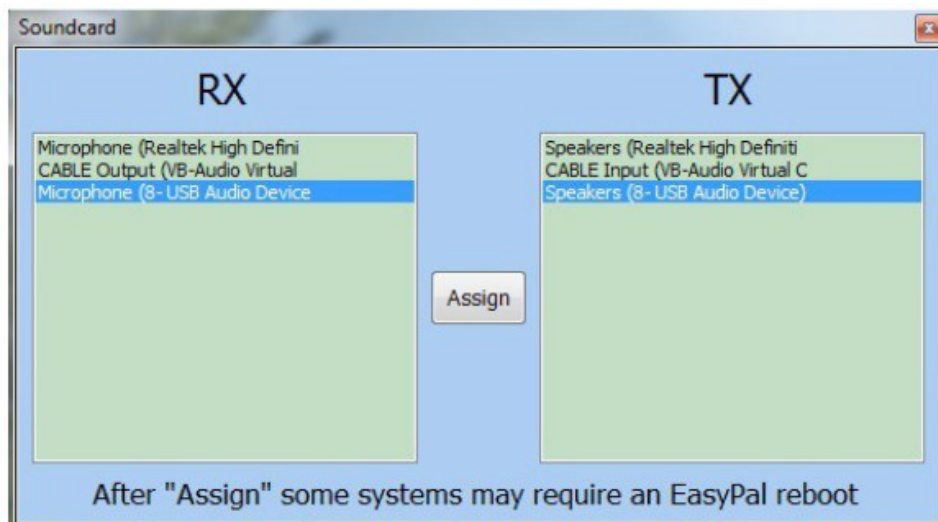 Soundcard
RX
TX
Microphone (Realtek High Defini
CABLE Output (VB-Audio Virtual
Microphone (8- USB Audio Device
Speakers (Realtek High Definiti
CABLE Input (VB-Audio Virtual C
Speakers (8- USB Audio Device)
Assign
After "Assign" some systems may require an EasyPal reboot